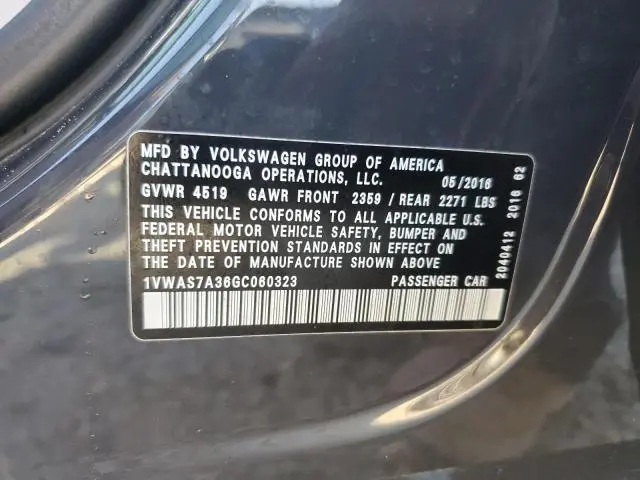 MFD BY VOLKSWAGEN GROUP OF AMERICA
CHATTANOOGA OPERATIONS, LLC. 05/2016
GVWR 4519 GAWR FRONT 2359 / REAR 2271 LBS
THIS VEHICLE CONFORMS TO ALL APPLICABLE U.S.
FEDERAL MOTOR VEHICLE SAFETY, BUMPER AND
THEFT PREVENTION STANDARDS IN EFFECT ON
THE DATE OF MANUFACTURE SHOWN ABOVE
1VWAS7A36GC060323 PASSENGER CAR
2040412 2016 62